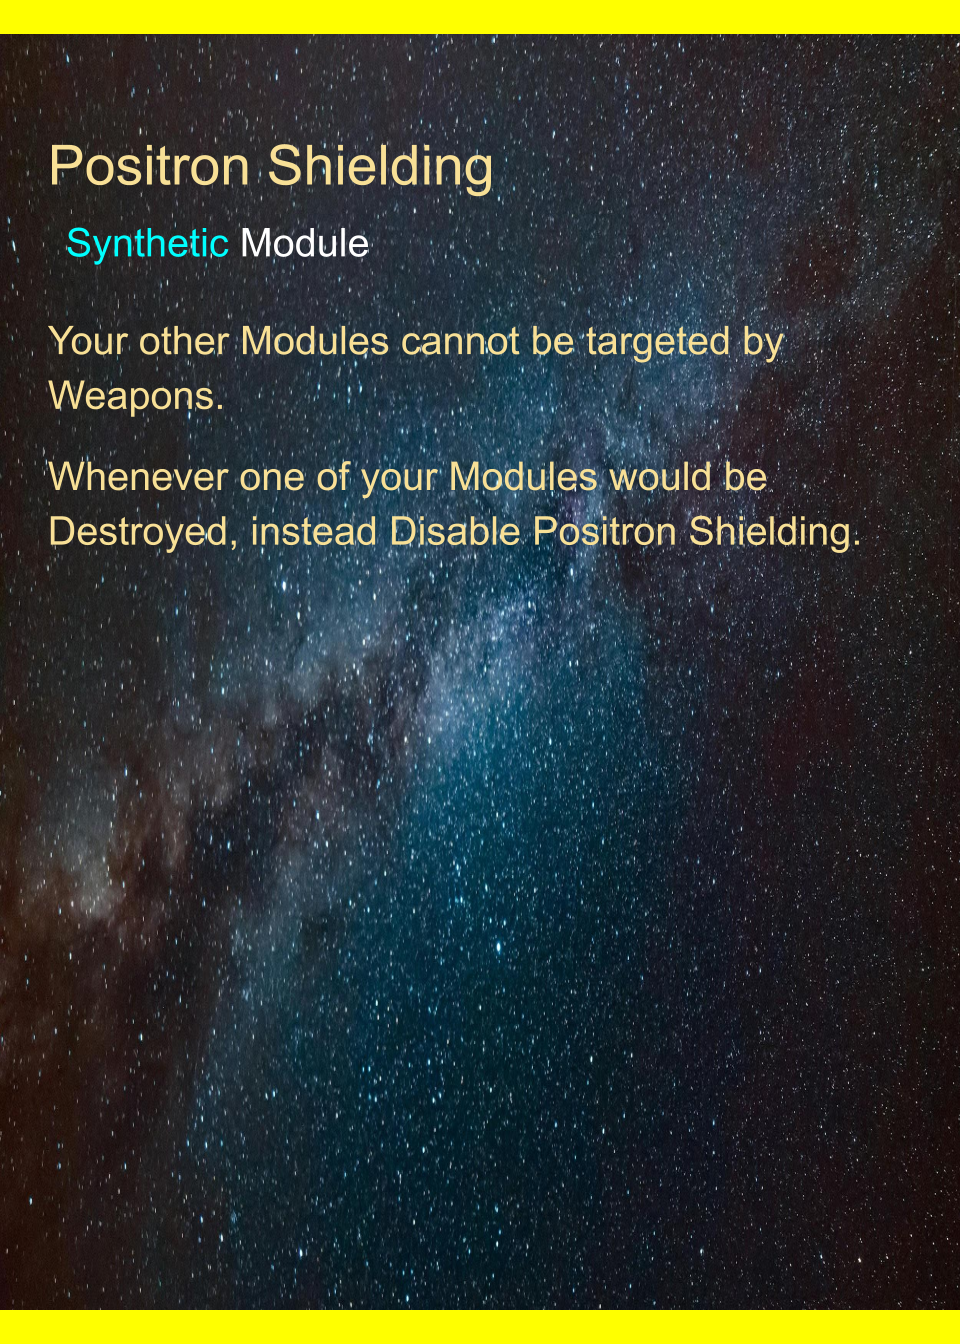 Positron Shielding
Synthetic Module
Your other Modules cannot be targeted by
Weapons.
Whenever one of your Modules would be
Destroyed, instead Disable Positron Shielding.